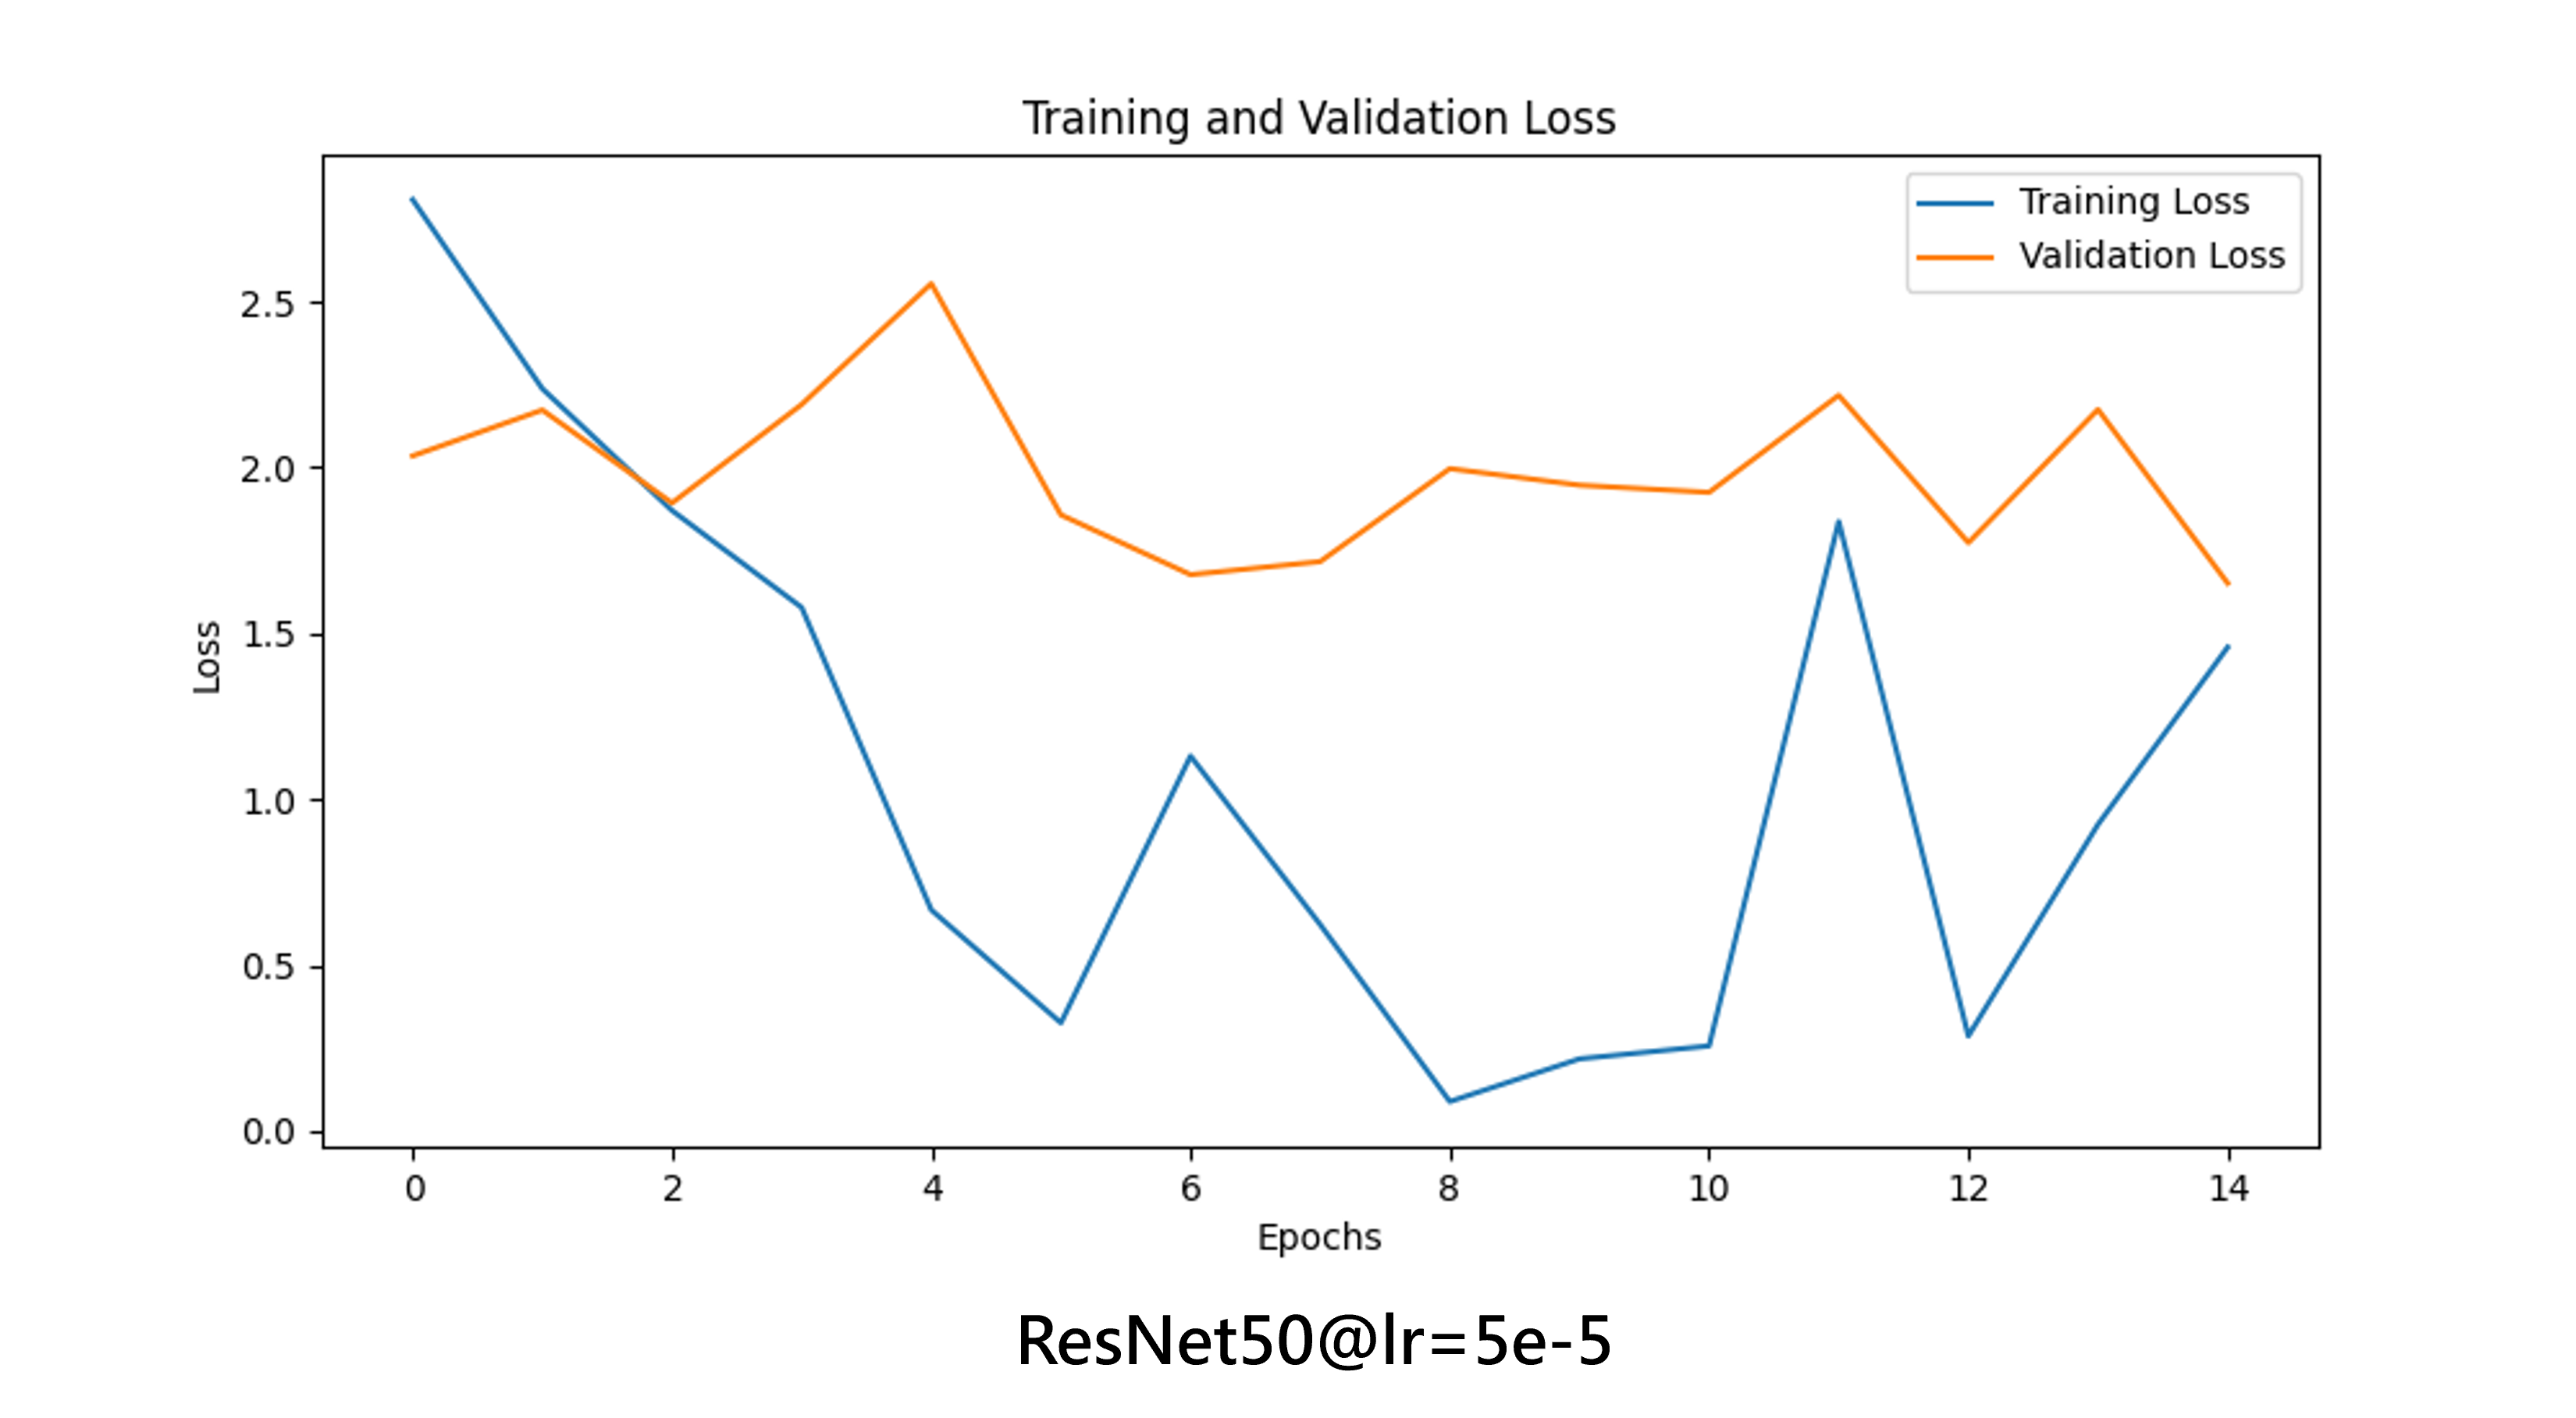 Training and Validation Loss
Training Loss
Validation Loss
2.5
2.0
1.5
1.0
0.5
0.0
Loss
0 2 4 6 8 10 12 14
Epochs
ResNet50@lr=5e-5